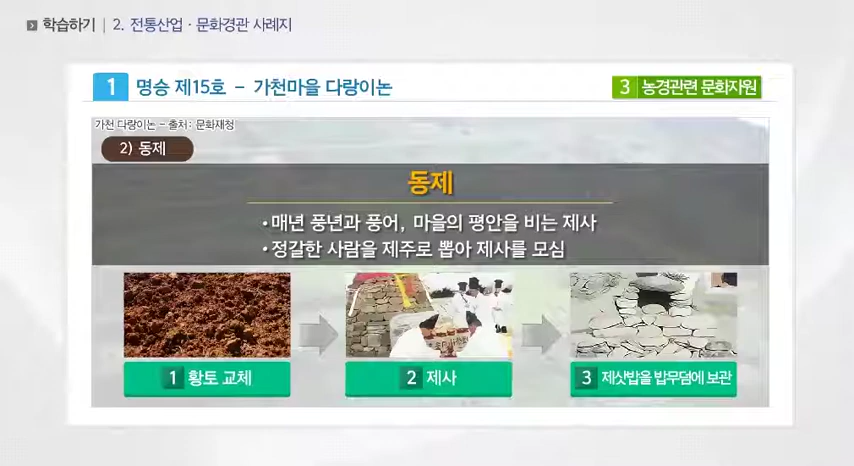 학습하기 | 2. 전통산업 · 문화경관 사례지
1 명승 제15호 - 가천마을 다랑이논
3 농경관련 문화자원
가천 다랑이논 - 출처: 문화재청
2) 동제
동제
• 매년 풍년과 풍어, 마을의 평안을 비는 제사
• 정갈한 사람을 제주로 뽑아 제사를 모심
1 황토 교체
2 제사
3 제삿밥을 밥무덤에 보관